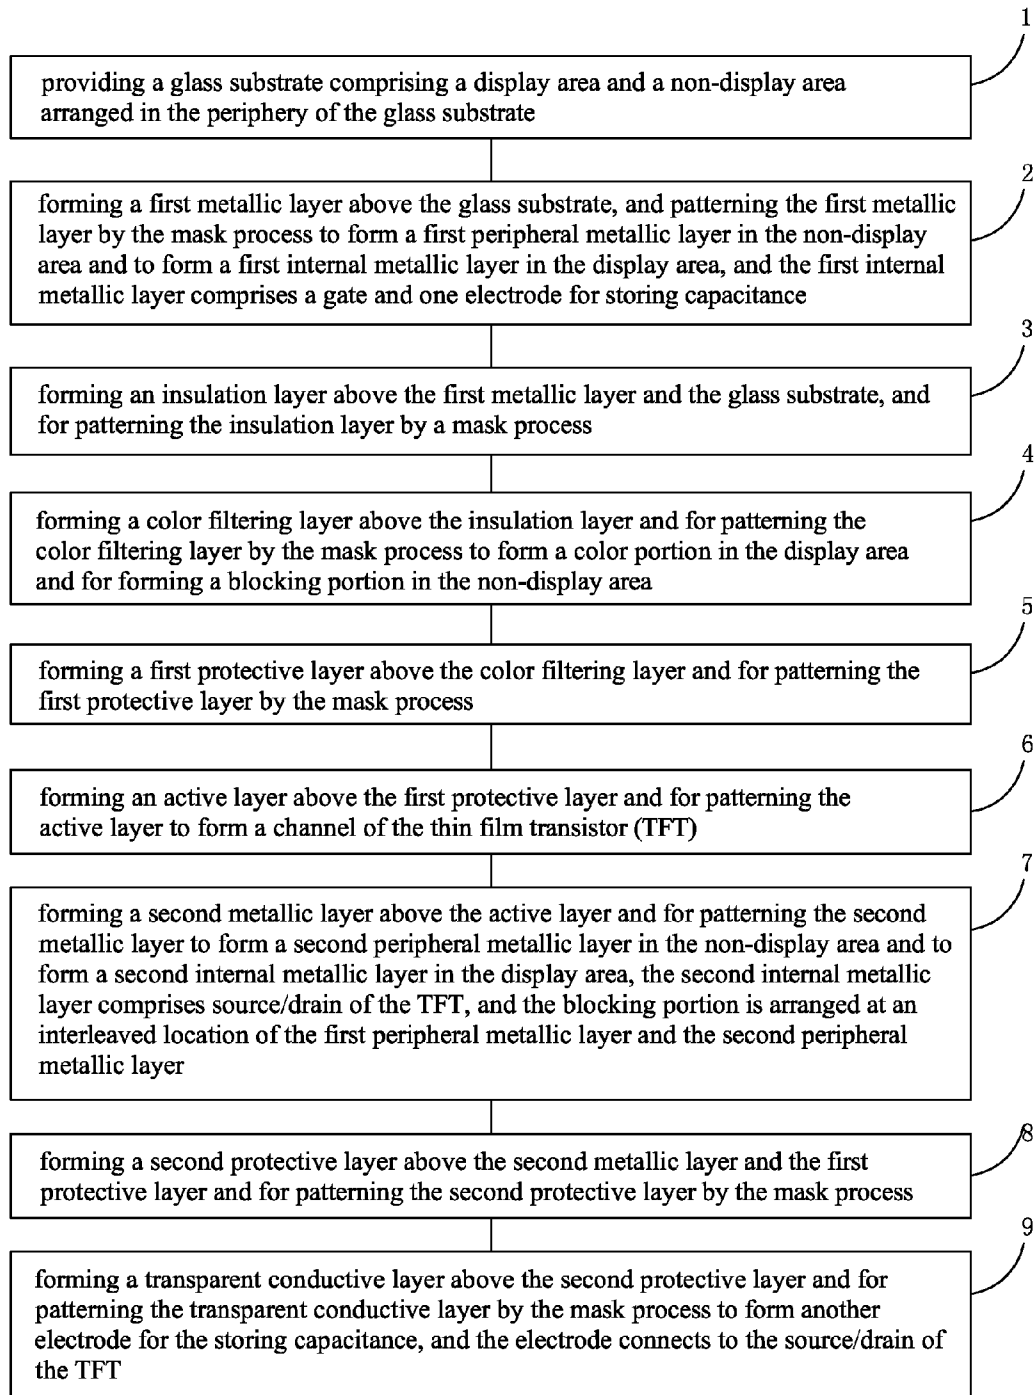 1
providing a glass substrate comprising a display area and a non-display area
arranged in the periphery of the glass substrate
2
forming a first metallic layer above the glass substrate, and patterning the first metallic
layer by the mask process to form a first peripheral metallic layer in the non-display
area and to form a first internal metallic layer in the display area, and the first internal
metallic layer comprises a gate and one electrode for storing capacitance
3
forming an insulation layer above the first metallic layer and the glass substrate, and
for patterning the insulation layer by a mask process
4
forming a color filtering layer above the insulation layer and for patterning the
color filtering layer by the mask process to form a color portion in the display area
and for forming a blocking portion in the non-display area
5
forming a first protective layer above the color filtering layer and for patterning the
first protective layer by the mask process
6
forming an active layer above the first protective layer and for patterning the
active layer to form a channel of the thin film transistor (TFT)
7
forming a second metallic layer above the active layer and for patterning the second
metallic layer to form a second peripheral metallic layer in the non-display area and to
form a second internal metallic layer in the display area, the second internal metallic
layer comprises source/drain of the TFT, and the blocking portion is arranged at an
interleaved location of the first peripheral metallic layer and the second peripheral
metallic layer
8
forming a second protective layer above the second metallic layer and the first
protective layer and for patterning the second protective layer by the mask process
9
forming a transparent conductive layer above the second protective layer and for
patterning the transparent conductive layer by the mask process to form another
electrode for the storing capacitance, and the electrode connects to the source/drain of
the TFT